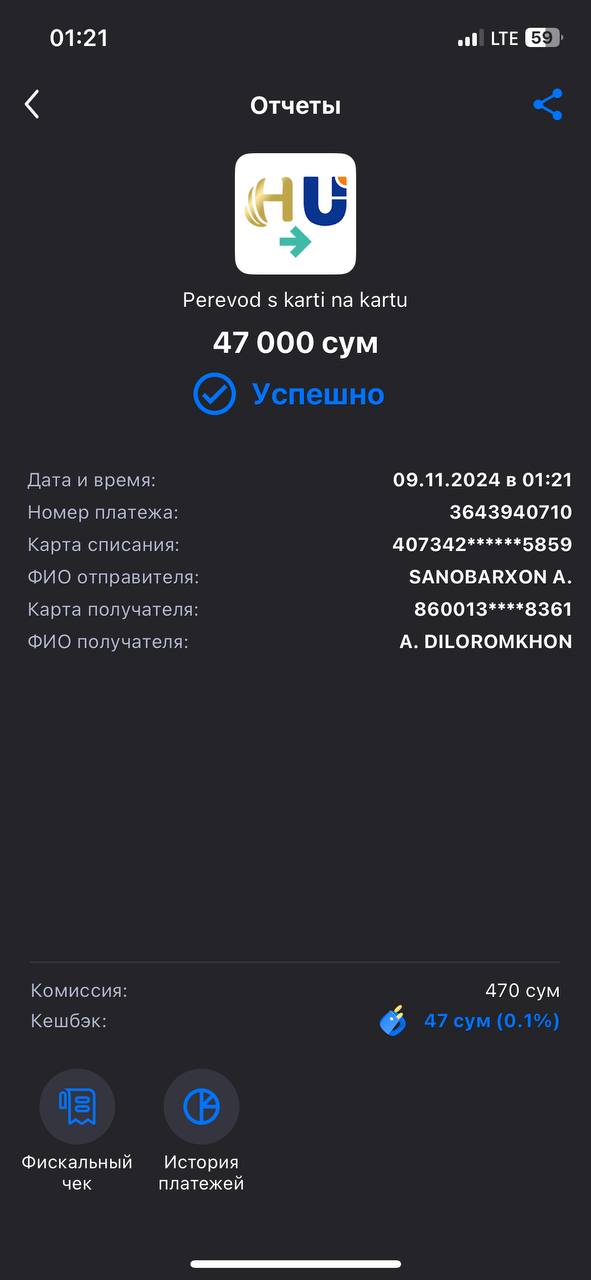 01:21
LTE 59
Отчеты
HU
Perevod s karti na kartu
47 000 сум
Успешно
Дата и время: 09.11.2024 в 01:21
Номер платежа: 3643940710
Карта списания: 407342******5859
ФИО отправителя: SANOBARXON A.
Карта получателя: 860013****8361
ФИО получателя: A. DILOROMKHON
Комиссия: 470 сум
Кешбэк: 47 сум (0.1%)
Фискальный
чек
История
платежей